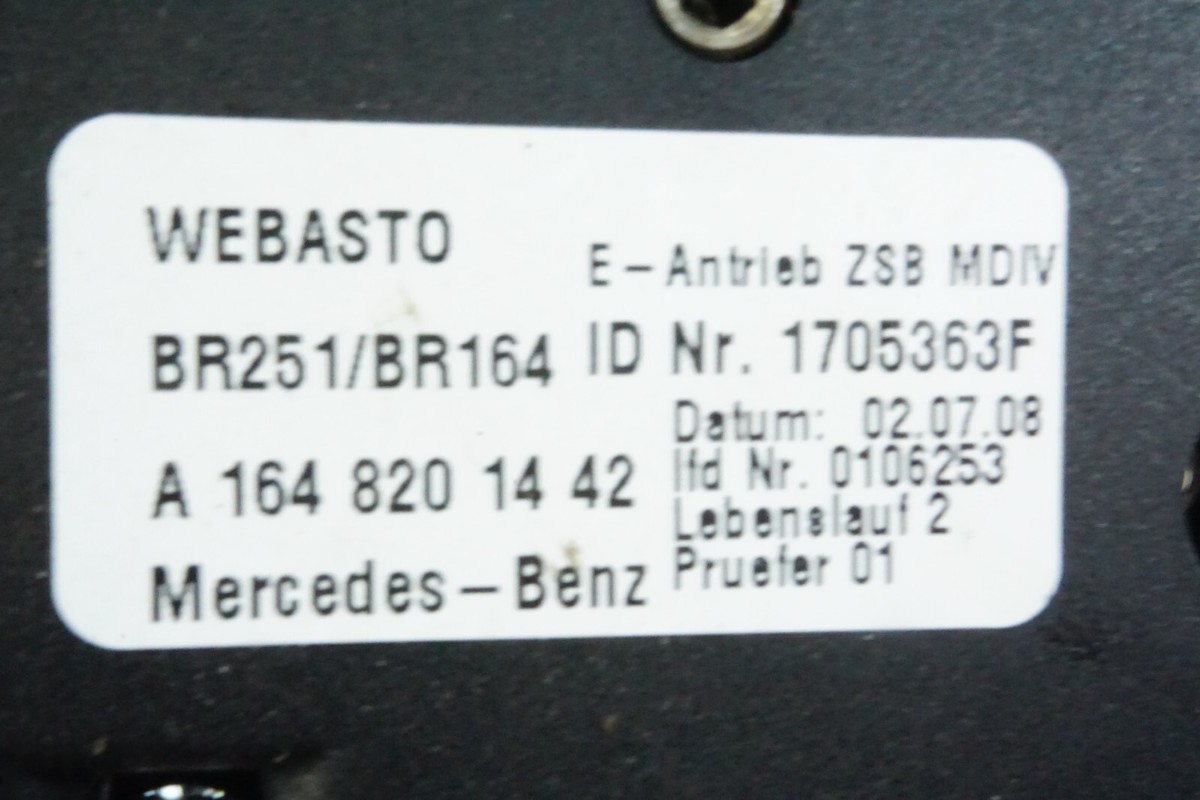 WEBASTO
E-Antrieb ZSB MDIV
BR251/BR164
ID Nr. 1705363F
A 164 820 14 42
Datum: 02.07.08
lfd Nr. 0106253
Lebenslauf 2
Mercedes-Benz
Pruefer 01